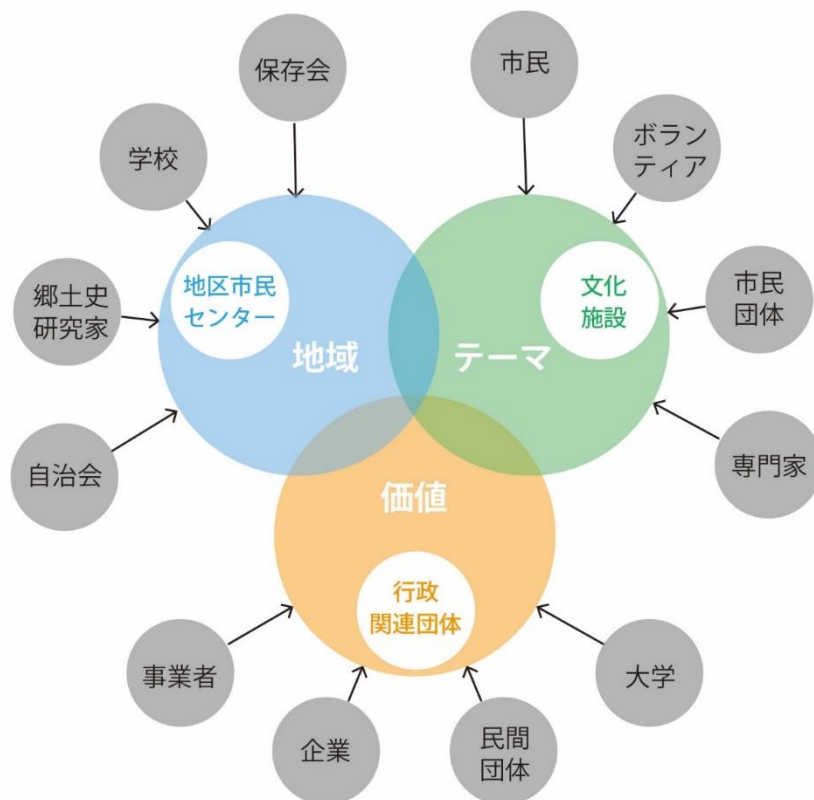 保存会
市民
学校
ボラン
ティア
地区市民
センター
文化
施設
郷土史
研究家
市民
団体
地域
テーマ
自治会
専門家
価値
行政
関連団体
事業者
大学
企業
民間
団体